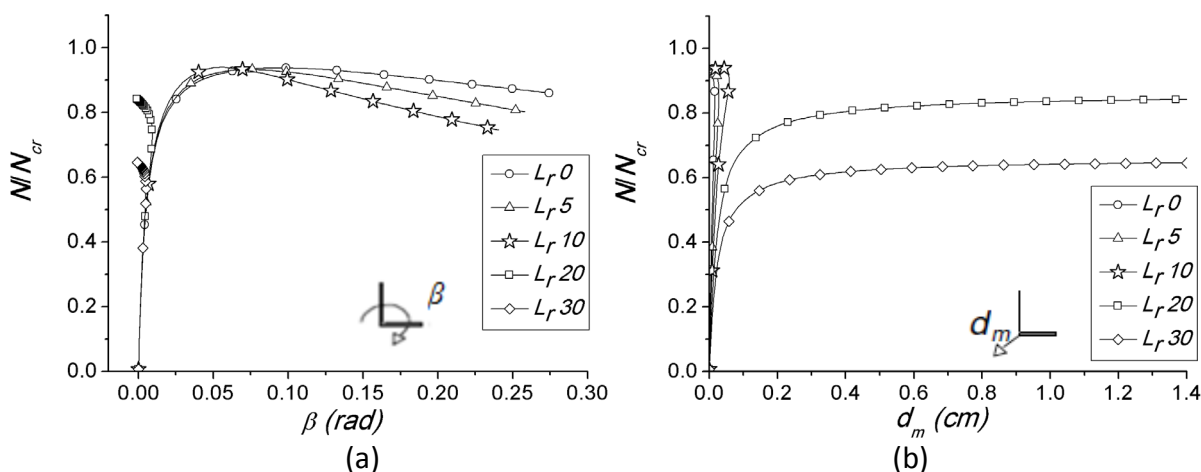 N/N_cr
1.0
0.8
0.6
0.4
0.2
0.0
0.00 0.05 0.10 0.15 0.20 0.25 0.30
β (rad)
L_r 0
L_r 5
L_r 10
L_r 20
L_r 30
β
(a)
N/N_cr
1.0
0.8
0.6
0.4
0.2
0.0
0.0 0.2 0.4 0.6 0.8 1.0 1.2 1.4
d_m (cm)
L_r 0
L_r 5
L_r 10
L_r 20
L_r 30
d_m
(b)